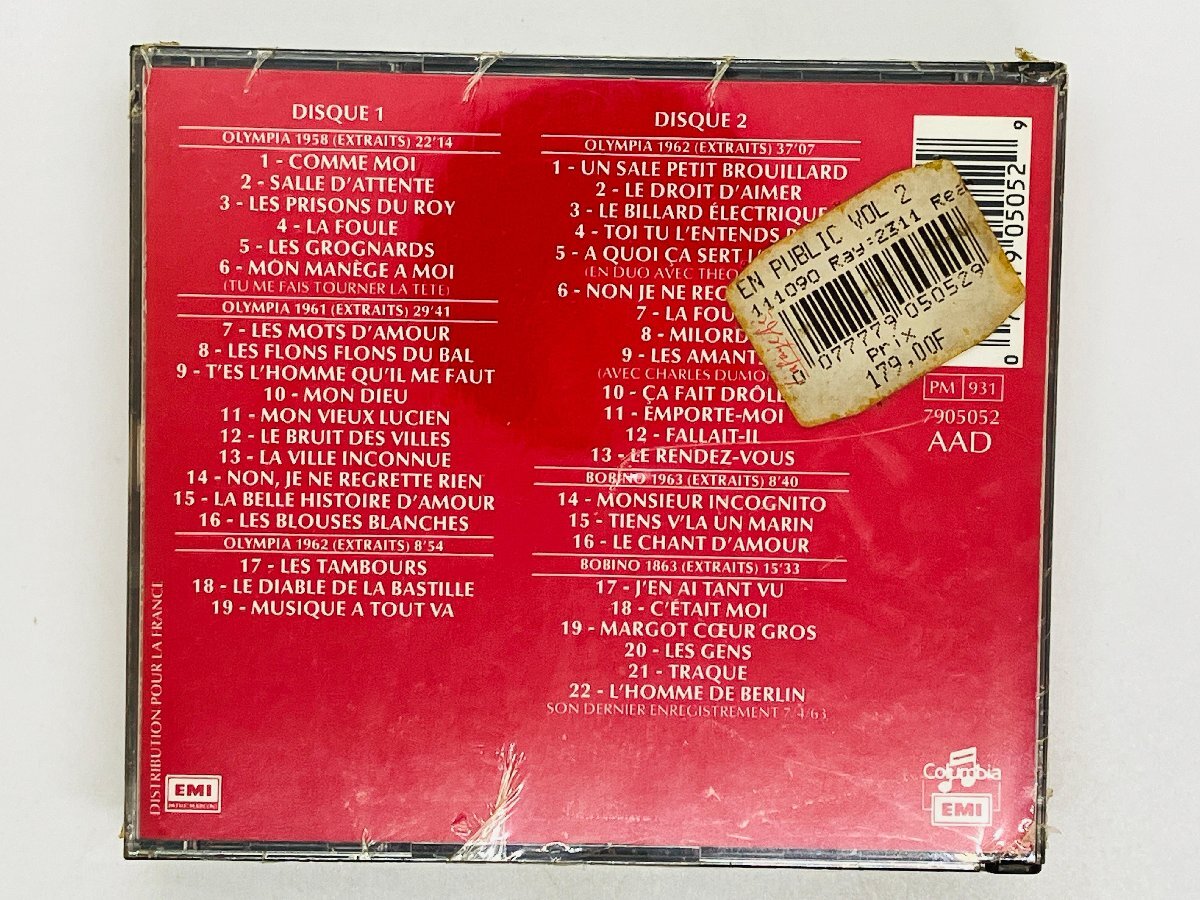 DISQUE 1
OLYMPIA 1958 (EXTRAITS) 22'14
1 - COMME MOI
2 - SALLE D'ATTENTE
3 - LES PRISONS DU ROY
4 - LA FOULE
5 - LES GROGNARDS
6 - MON MANÈGE A MOI
(TU ME FAIS TOURNER LA TETE)
OLYMPIA 1961 (EXTRAITS) 29'41
7 - LES MOTS D'AMOUR
8 - LES FLONS FLONS DU BAL
9 - T'ES L'HOMME QU'IL ME FAUT
10 - MON DIEU
11 - MON VIEUX LUCIEN
12 - LE BRUIT DES VILLES
13 - LA VILLE INCONNUE
14 - NON, JE NE REGRETTE RIEN
15 - LA BELLE HISTOIRE D'AMOUR
16 - LES BLOUSES BLANCHES
OLYMPIA 1962 (EXTRAITS) 8'54
17 - LES TAMBOURS
18 - LE DIABLE DE LA BASTILLE
19 - MUSIQUE A TOUT VA
DISQUE 2
OLYMPIA 1962 (EXTRAITS) 37'07
1 - UN SALE PETIT BROUILLARD
2 - LE DROIT D'AIMER
3 - LE BILLARD ÉLECTRIQUE
4 - TOI TU L'ENTENDS
5 - A QUOI ÇA SERT
(EN DUO AVEC THEO
6 - NON JE NE
7 - LA FOU
8 - MILORD
9 - LES AMANTS
(AVEC CHARLES DUMO
10 - ÇA FAIT DRÔLE
11 - EMPORTE-MOI
12 - FALLAIT-IL
13 - LE RENDEZ-VOUS
BOBINO 1963 (EXTRAITS) 8'40
14 - MONSIEUR INCOGNITO
15 - TIENS V'LA UN MARIN
16 - LE CHANT D'AMOUR
BOBINO 1863 (EXTRAITS) 15'33
17 - J'EN AI TANT VU
18 - C'ÉTAIT MOI
19 - MARGOT CŒUR GROS
20 - LES GENS
21 - TRAQUE
22 - L'HOMME DE BERLIN
SON DERNIER ENREGISTREMENT 7/4/63
EN PUBLIC VOL 2
111090 Ray:2311 Rea
0 077779 050529
Prix
179,00F
79 05052 9
PM 931
7905052
AAD
DISTRIBUTION POUR LA FRANCE
EMI
Columbia
EMI